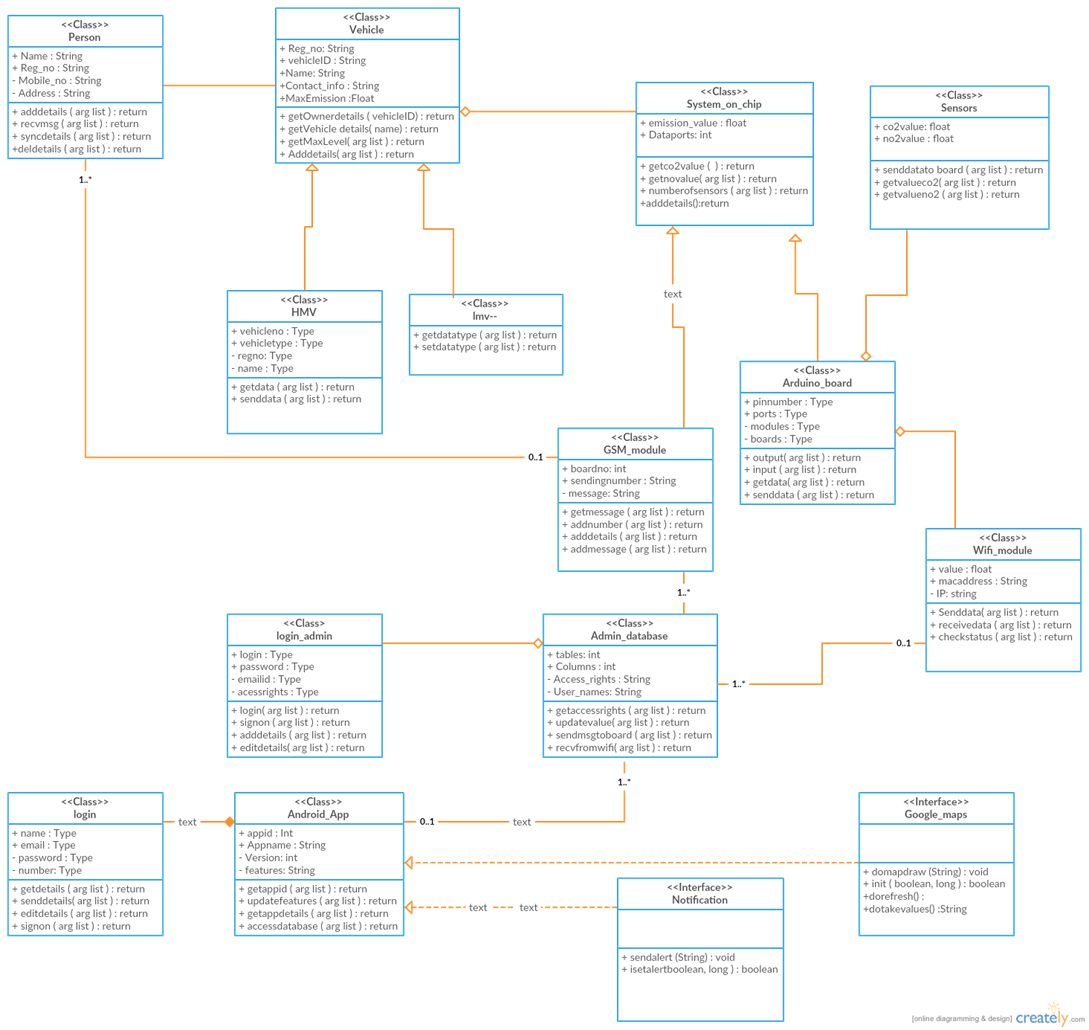 <<Class>>
Person
+ Name : String
+ Reg_no : String
- Mobile_no : String
- Address : String
+ adddetails ( arg list ) : return
+ recvmsg ( arg list ) : return
+ syncdetails ( arg list ) : return
+deldetails ( arg list ) : return
<<Class>>
Vehicle
+ Reg_no: String
+ vehicleID : String
+Name: String
+Contact_info : String
+MaxEmission :Float
+ getOwnerdetails ( vehicleID) : return
+ getVehicle details( name) : return
+ getMaxLevel( arg list ) : return
+ Adddetails( arg list ) : return
<<Class>>
System_on_chip
+ emission_value : float
+ Dataports: int
+ getco2value (  ) : return
+ getnovalue( arg list ) : return
+ numberofsensors ( arg list ) : return
+adddetails():return
<<Class>>
Sensors
+ co2value: float
+ no2value : float
+ senddatato board ( arg list ) : return
+ getvalueco2( arg list ) : return
+ getvalueno2 ( arg list ) : return
1..*
text
<<Class>>
HMV
+ vehicleno : Type
+ vehicletype : Type
- regno: Type
- name : Type
+ getdata ( arg list ) : return
+ senddata ( arg list ) : return
<<Class>>
lmv--
+ getdatatype ( arg list ) : return
+ setdatatype ( arg list ) : return
<<Class>>
Arduino_board
+ pinnumber : Type
+ ports : Type
- modules : Type
- boards : Type
+ output( arg list ) : return
+ input ( arg list ) : return
+ getdata( arg list ) : return
+ senddata ( arg list ) : return
0..1
<<Class>>
GSM_module
+ boardno: int
+ sendingnumber : String
- message: String
+ getmessage ( arg list ) : return
+ addnumber ( arg list ) : return
+ adddetails ( arg list ) : return
+ addmessage ( arg list ) : return
<<Class>>
Wifi_module
+ value : float
+ macaddress : String
- IP: string
+ Senddata( arg list ) : return
+ receivedata ( arg list ) : return
+ checkstatus ( arg list ) : return
1..*
<<Class>
login_admin
+ login : Type
+ password : Type
- emailid : Type
- acessrights : Type
+ login( arg list ) : return
+ signon ( arg list ) : return
+ adddetails ( arg list ) : return
+ editdetails( arg list ) : return
<<Class>>
Admin_database
+ tables: int
+ Columns : int
- Access_rights : String
- User_names: String
+ getaccessrights ( arg list ) : return
+ updatevalue( arg list ) : return
+ sendmsgtoboard ( arg list ) : return
+ recvfromwifi( arg list ) : return
0..1
1..*
1..*
<<Class>>
login
+ name : Type
+ email : Type
- password : Type
- number: Type
+ getdetails ( arg list ) : return
+ senddetails( arg list ) : return
+ editdetails ( arg list ) : return
+ signon ( arg list ) : return
text
<<Class>>
Android_App
+ appid : Int
+ Appname : String
- Version: int
- features: String
+ getappid ( arg list ) : return
+ updatefeatures ( arg list ) : return
+ getappdetails ( arg list ) : return
+ accessdatabase ( arg list ) : return
0..1
text
text
text
<<Interface>>
Google_maps
+ domapdraw (String) : void
+ init ( boolean, long ) : boolean
+dorefresh() :
+dotakevalues() :String
<<Interface>>
Notification
+ sendalert (String) : void
+ isetalertboolean, long ) : boolean
[online diagramming & design] creately.com